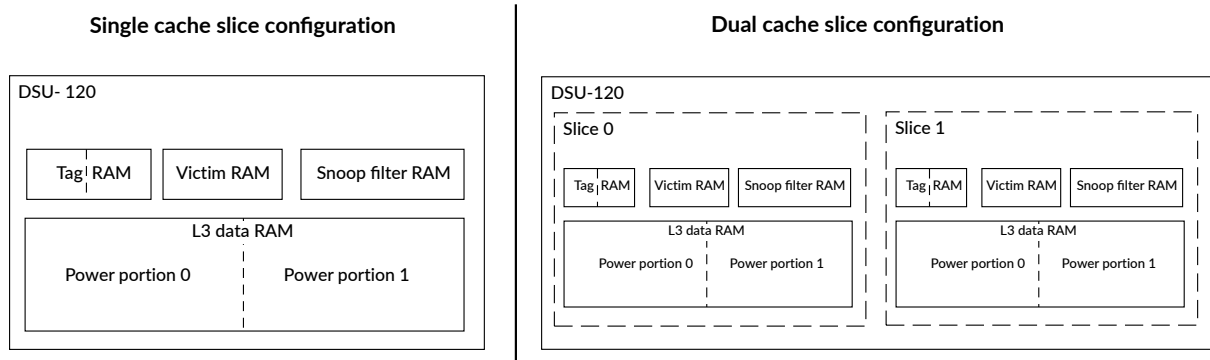 Single cache slice configuration
DSU- 120
Tag RAM
Victim RAM
Snoop filter RAM
L3 data RAM
Power portion 0
Power portion 1
Dual cache slice configuration
DSU-120
Slice 0
Tag RAM
Victim RAM
Snoop filter RAM
L3 data RAM
Power portion 0
Power portion 1
Slice 1
Tag RAM
Victim RAM
Snoop filter RAM
L3 data RAM
Power portion 0
Power portion 1